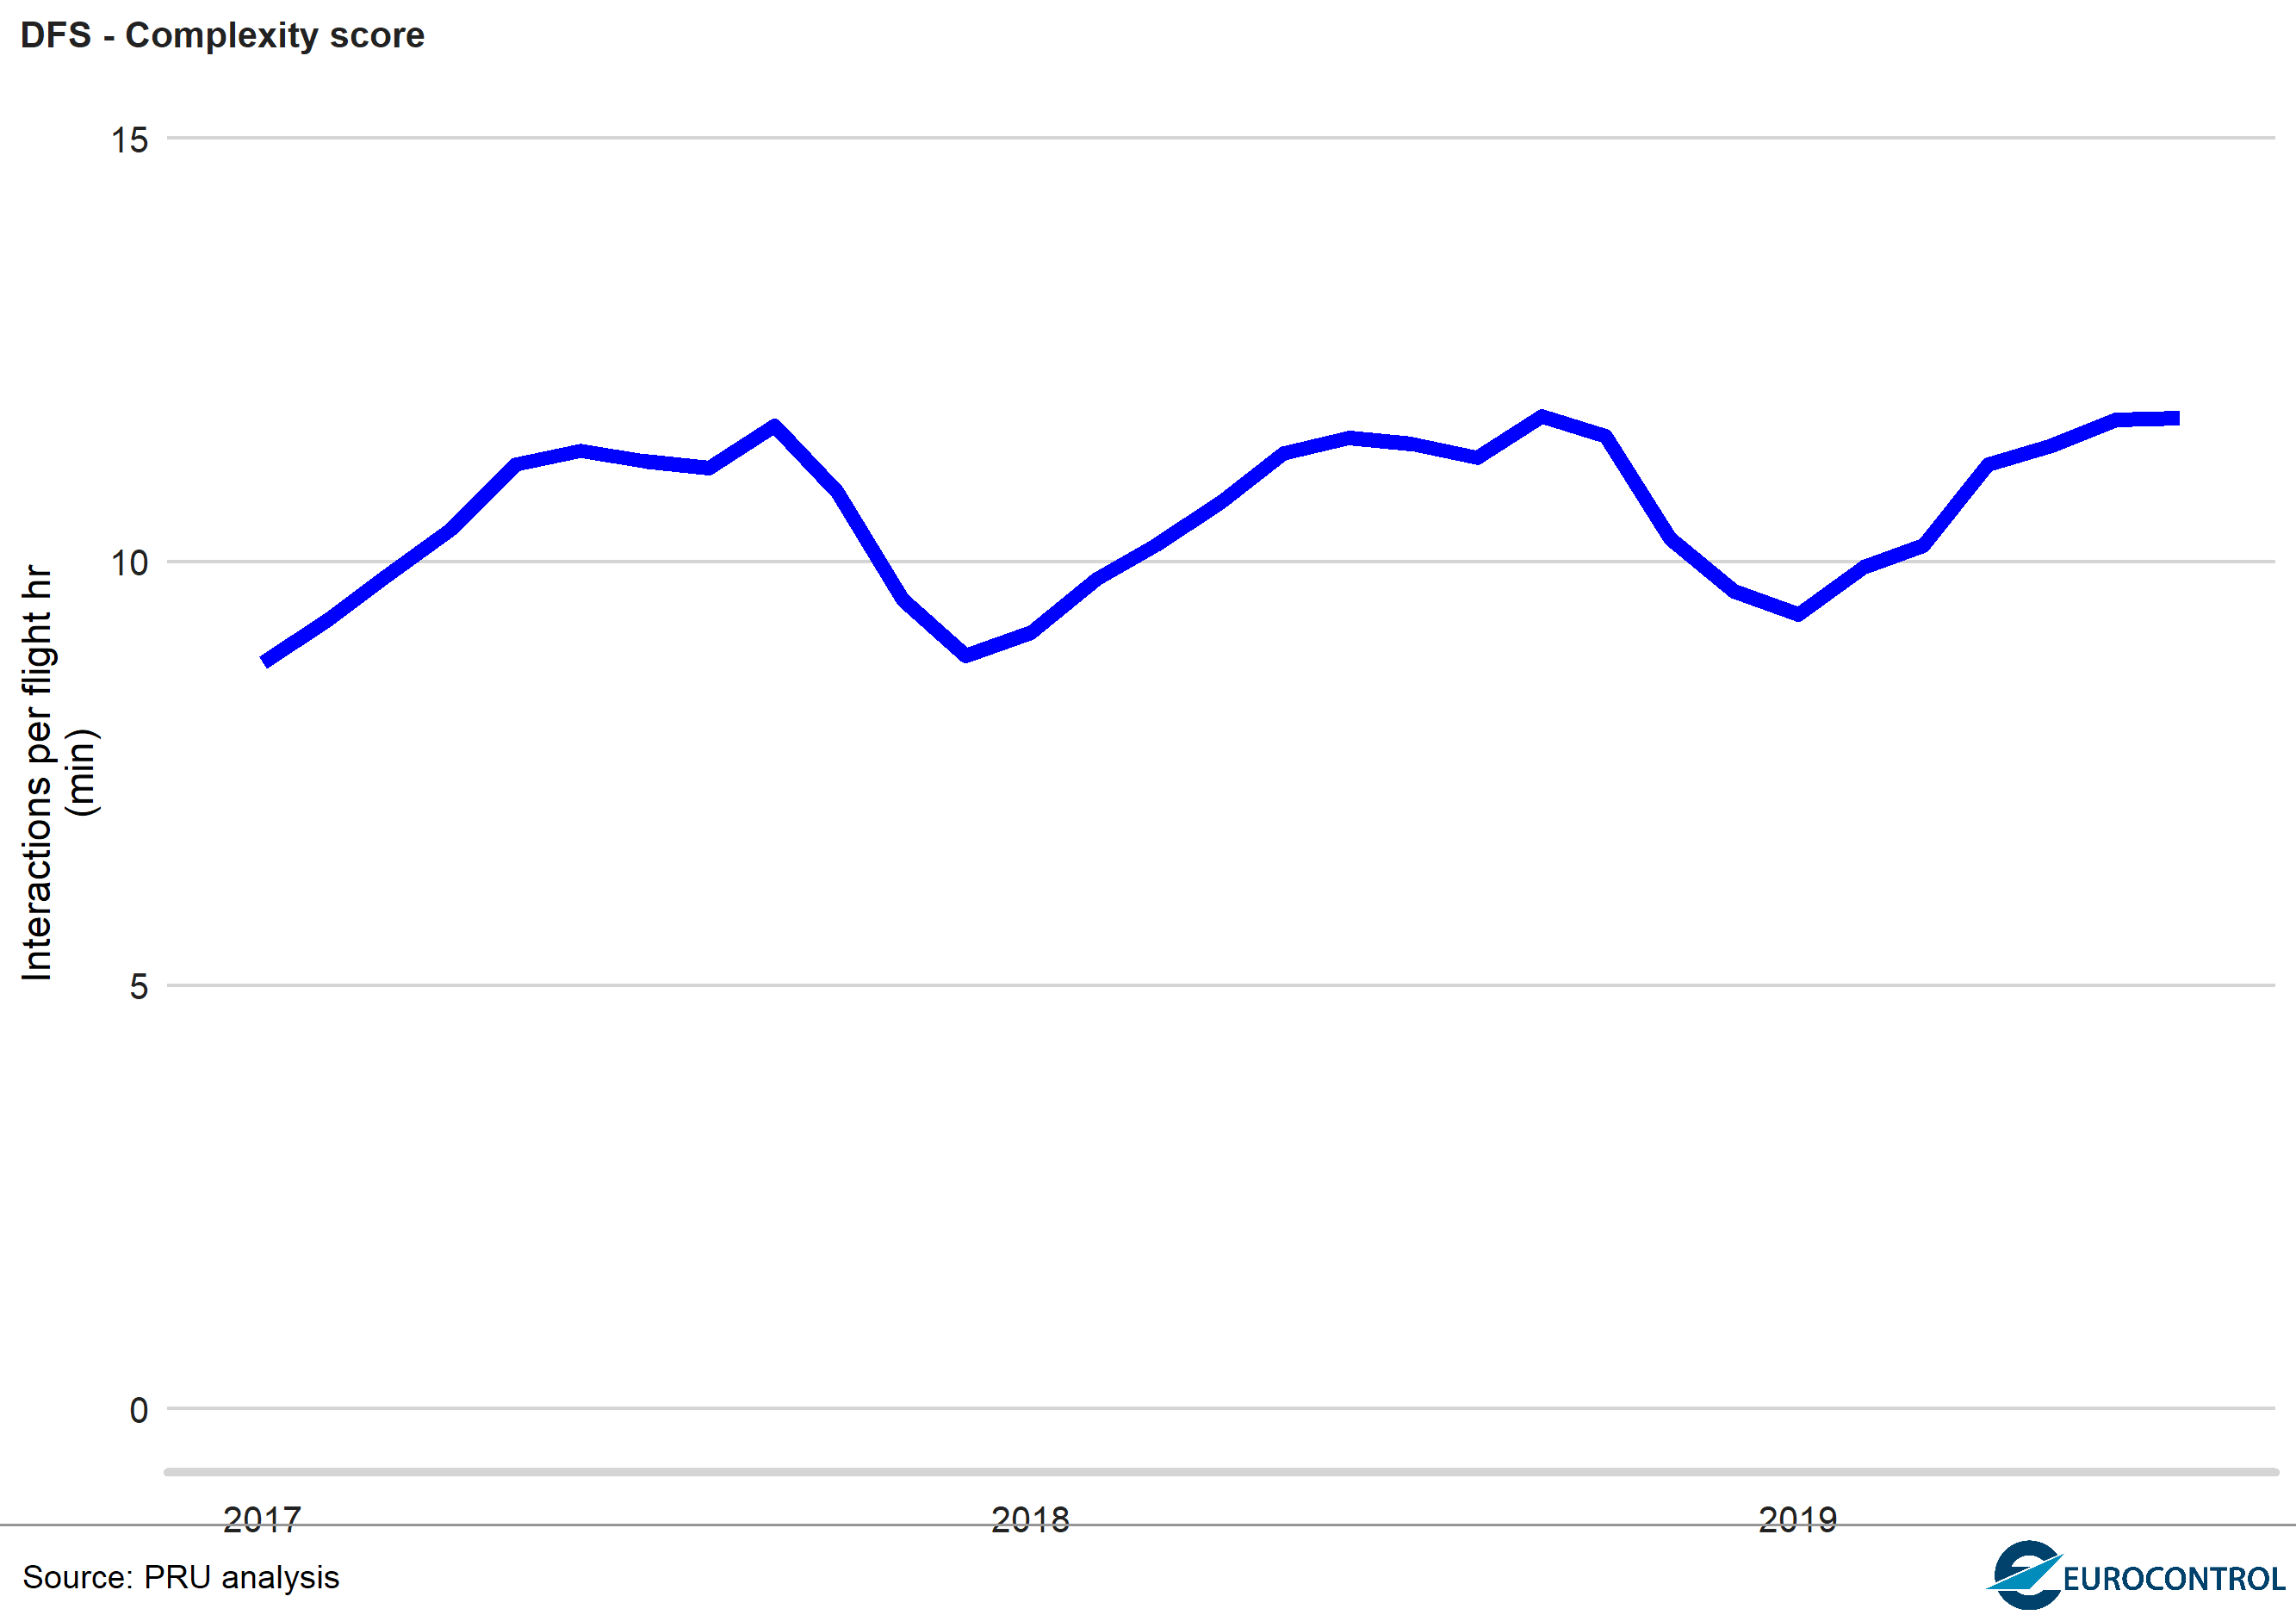 DFS - Complexity score
15
10
5
0
Interactions per flight hr
(min)
2017
2018
2019
Source: PRU analysis
EUROCONTROL